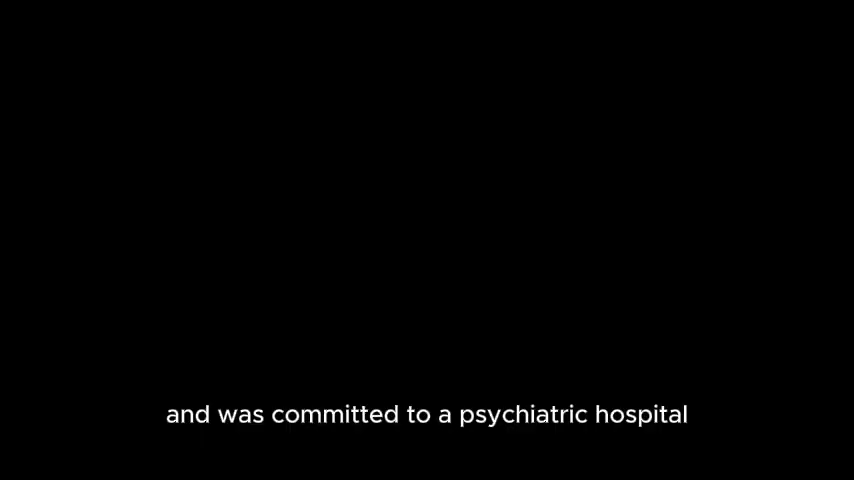 and was committed to a psychiatric hospital